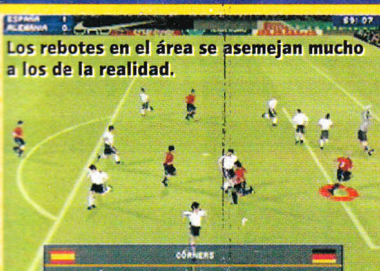 ESPAÑA 1
ALEMANIA 0
89:07
Los rebotes en el área se asemejan mucho
a los de la realidad.
CÓRNERS